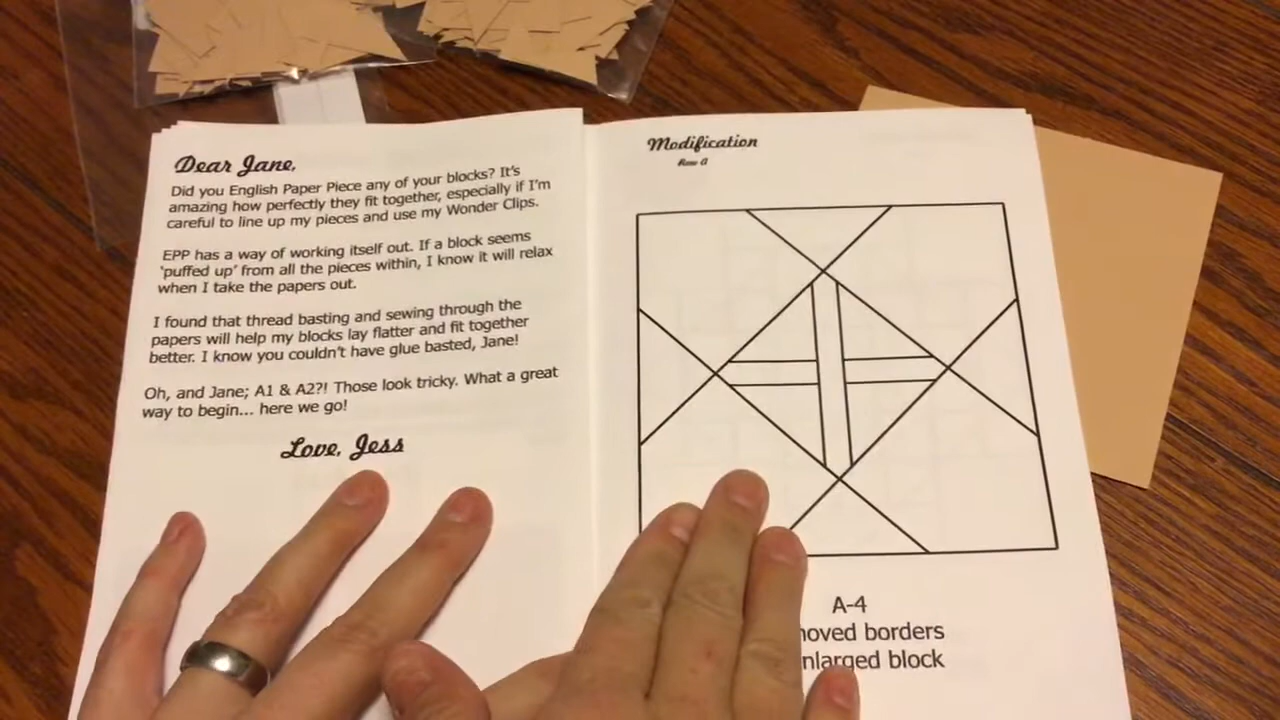 Dear Jane,
Did you English Paper Piece any of your blocks? It's
amazing how perfectly they fit together, especially if I'm
careful to line up my pieces and use my Wonder Clips.
EPP has a way of working itself out. If a block seems
'puffed up' from all the pieces within, I know it will relax
when I take the papers out.
I found that thread basting and sewing through the
papers will help my blocks lay flatter and fit together
better. I know you couldn't have glue basted, Jane!
Oh, and Jane; A1 & A2?! Those look tricky. What a great
way to begin... here we go!
Love, Jess
Modification
Row A
A-4
borders
block